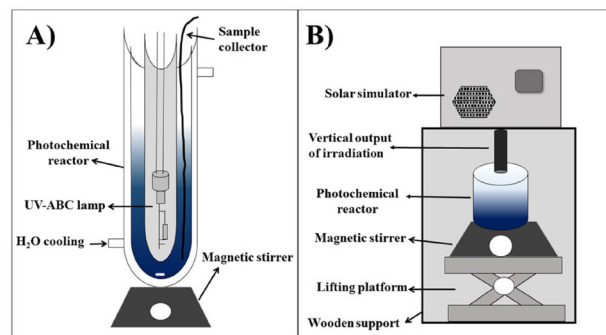 A)
Sample
collector
Photochemical
reactor
UV-ABC lamp
H₂O cooling
Magnetic stirrer
B)
Solar simulator
Vertical output
of irradiation
Photochemical
reactor
Magnetic stirrer
Lifting platform
Wooden support